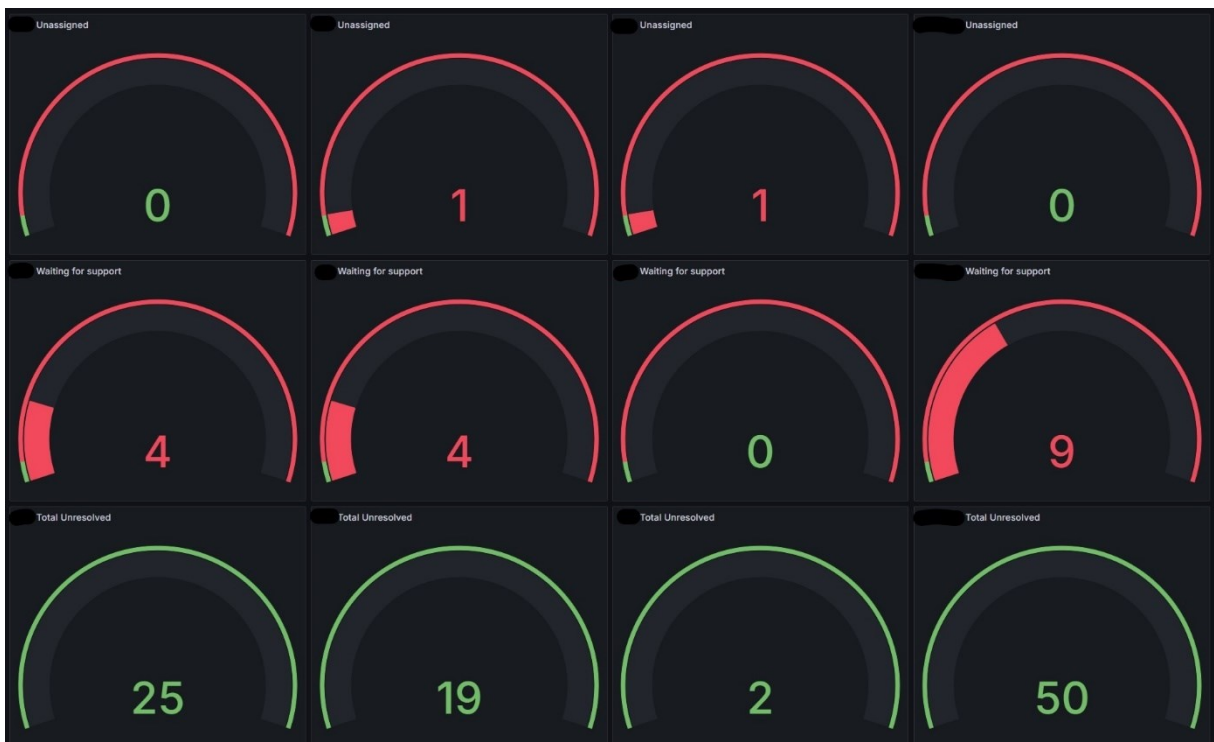 Unassigned
Unassigned
Unassigned
Unassigned
0
1
1
0
Waiting for support
Waiting for support
Waiting for support
Waiting for support
4
4
0
9
Total Unresolved
Total Unresolved
Total Unresolved
Total Unresolved
25
19
2
50